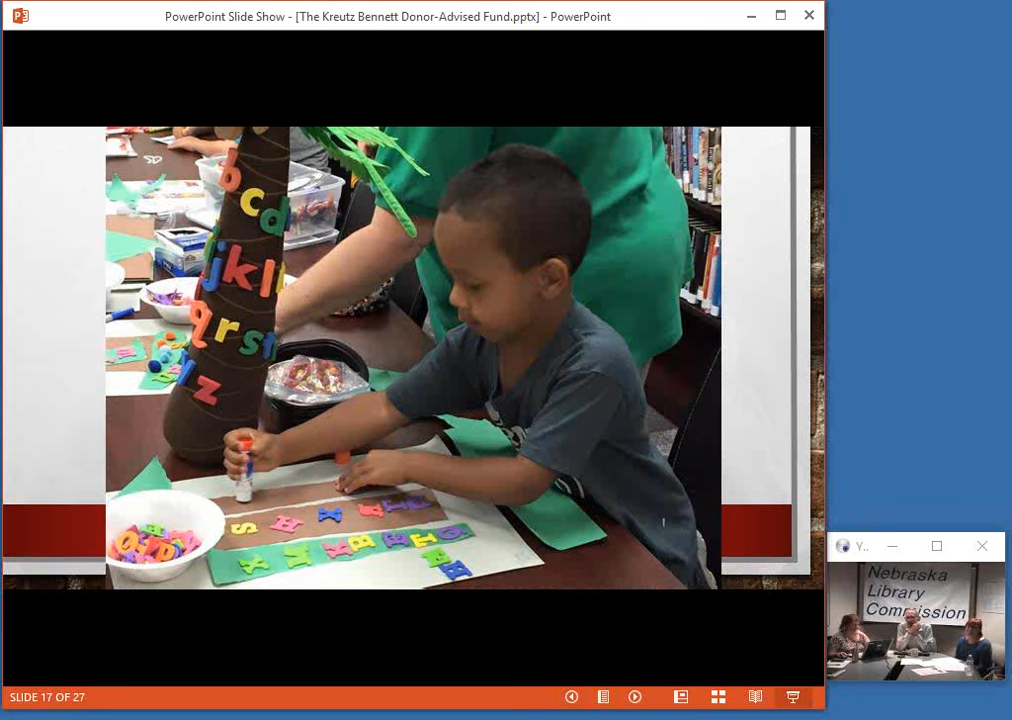 PowerPoint Slide Show - [The Kreutz Bennett Donor-Advised Fund.pptx] - PowerPoint
b
c d
j k l
q r s t
z
SLIDE 17 OF 27
Y..
Nebraska
Library
Commission